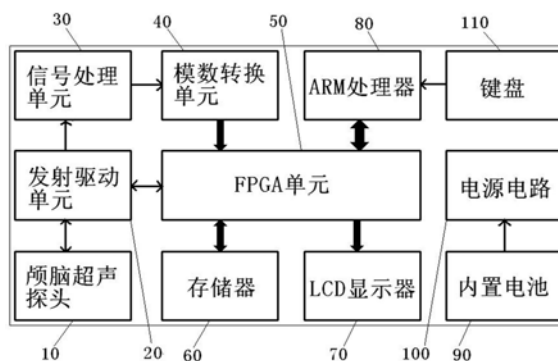 30
40
50
80
110
信号处理
单元
模数转换
单元
ARM处理器
键盘
发射驱动
单元
FPGA单元
电源电路
颅脑超声
探头
存储器
LCD显示器
内置电池
10
20
60
70
100
90